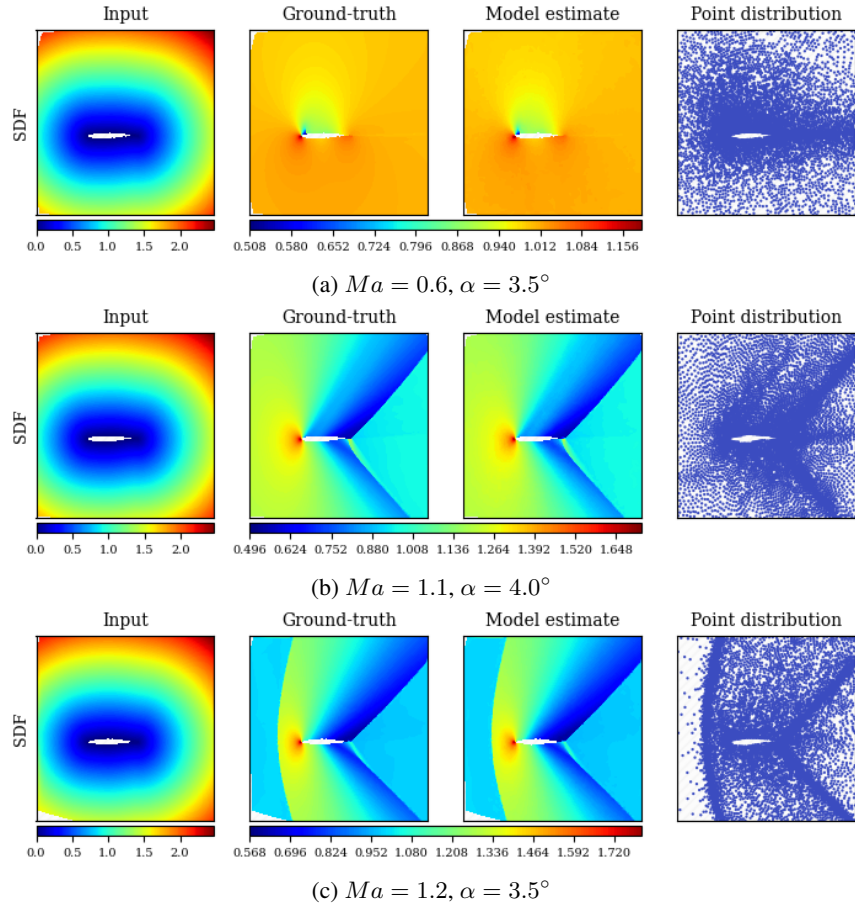 Input Ground-truth Model estimate Point distribution
SDF
0.0 0.5 1.0 1.5 2.0 0.508 0.580 0.652 0.724 0.796 0.868 0.940 1.012 1.084 1.156
(a) Ma = 0.6, α = 3.5°
Input Ground-truth Model estimate Point distribution
SDF
0.0 0.5 1.0 1.5 2.0 0.496 0.624 0.752 0.880 1.008 1.136 1.264 1.392 1.520 1.648
(b) Ma = 1.1, α = 4.0°
Input Ground-truth Model estimate Point distribution
SDF
0.0 0.5 1.0 1.5 2.0 0.568 0.696 0.824 0.952 1.080 1.208 1.336 1.464 1.592 1.720
(c) Ma = 1.2, α = 3.5°